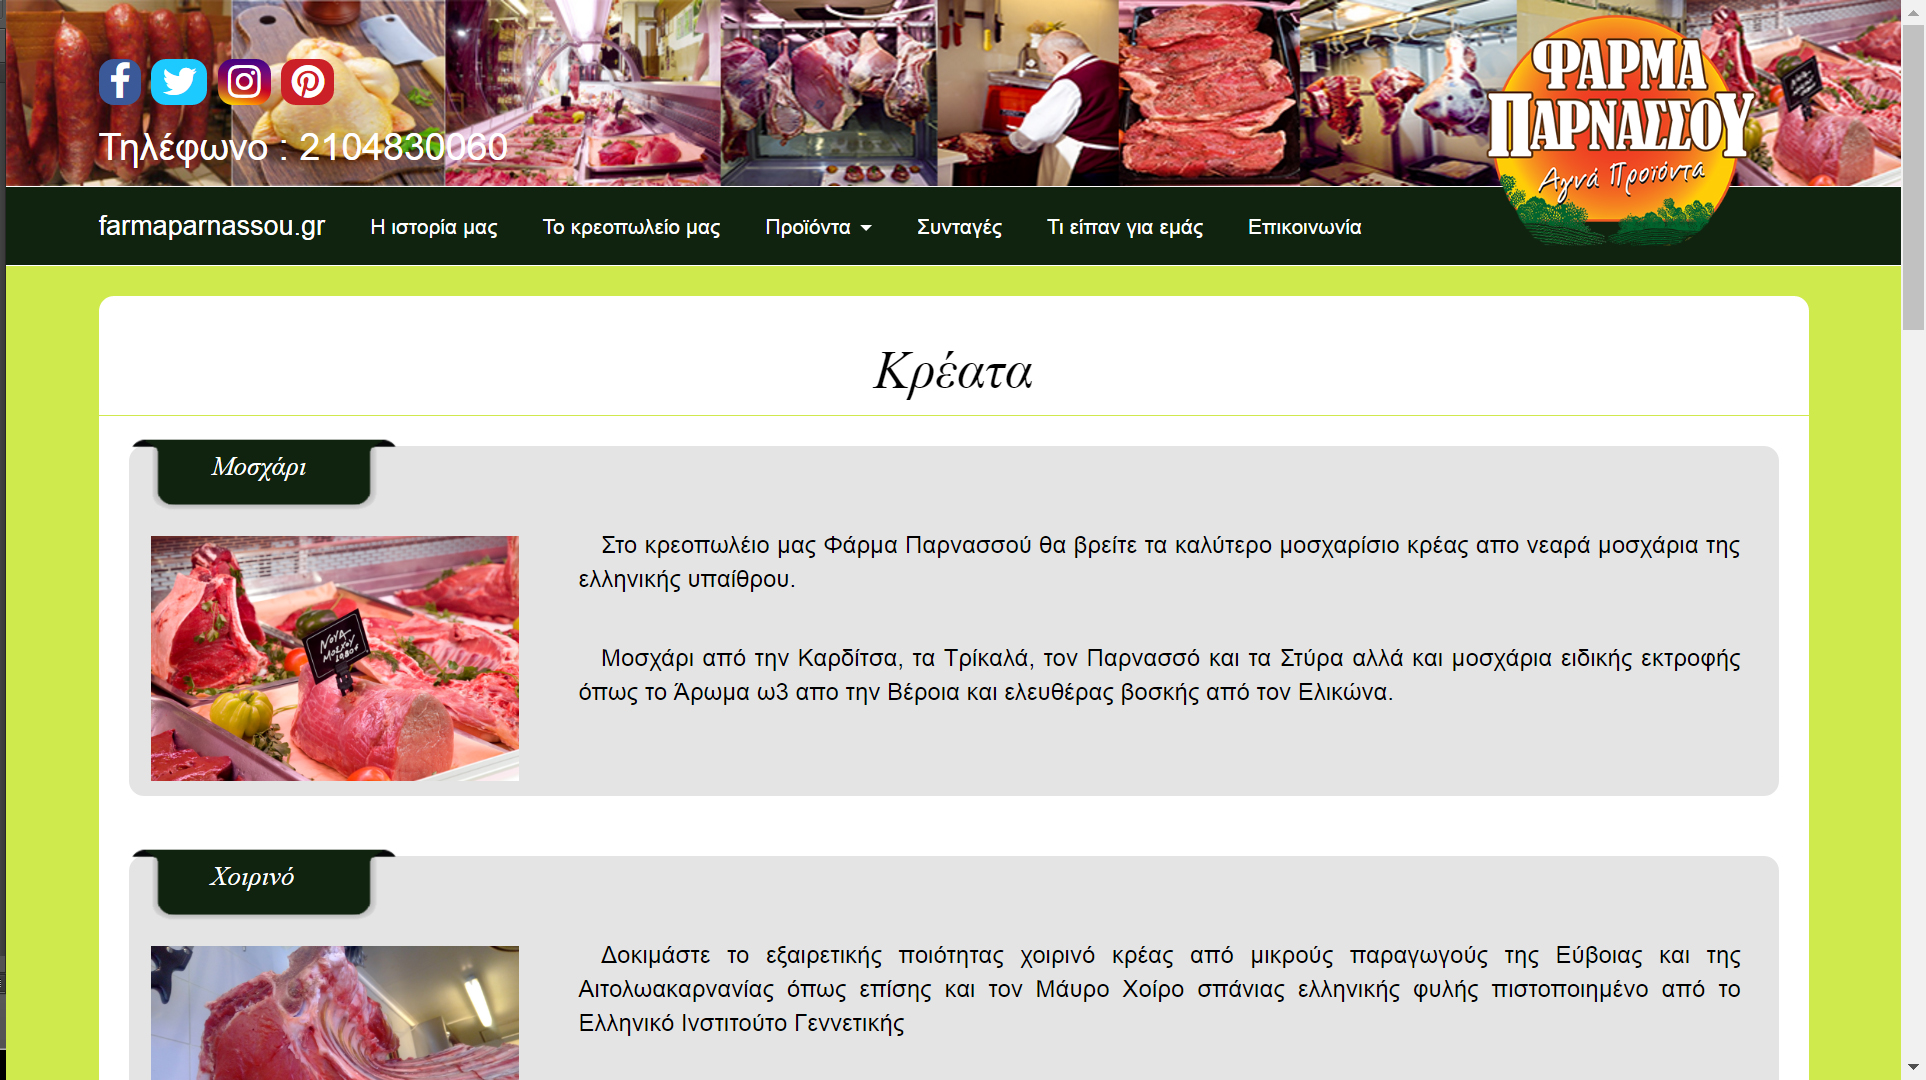 Τηλέφωνο : 2104830060
ΦΑΡΜΑ
ΠΑΡΝΑΣΣΟΥ
Αγνά Προϊόντα
farmaparnassou.gr Η ιστορία μας Το κρεοπωλείο μας Προϊόντα Συνταγές Τι είπαν για εμάς Επικοινωνία
Κρέατα
Μοσχάρι
Στο κρεοπωλέιο μας Φάρμα Παρνασσού θα βρείτε τα καλύτερο μοσχαρίσιο κρέας απο νεαρά μοσχάρια της
ελληνικής υπαίθρου.
ΝΟΥΑ
ΜΟΣΧΟΥ
Μοσχάρι από την Καρδίτσα, τα Τρίκαλά, τον Παρνασσό και τα Στύρα αλλά και μοσχάρια ειδικής εκτροφής
όπως το Άρωμα ω3 απο την Βέροια και ελευθέρας βοσκής από τον Ελικώνα.
Χοιρινό
Δοκιμάστε το εξαιρετικής ποιότητας χοιρινό κρέας από μικρούς παραγωγούς της Εύβοιας και της
Αιτολωακαρνανίας όπως επίσης και τον Μάυρο Χοίρο σπάνιας ελληνικής φυλής πιστοποιημένο από το
Ελληνικό Ινστιτούτο Γεννετικής